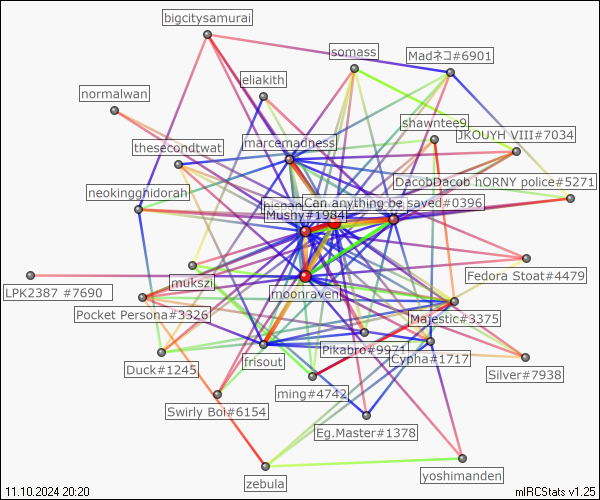 bigcitysamurai
somass
Madネコ#6901
eliakith
normalwan
shawntee9
JKOUYH VIII#7034
marcemadness
thesecondtwat
DacobDacob hORNY police#5271
neokingghidorah
Can anything be saved#0396
Mushy#1984
Fedora Stoat#4479
mukszi
LPK2387 #7690
moonraven
Pocket Persona#3326
Majestic#3375
Pikabro#9971
Cypha#1717
frisout
Duck#1245
Silver#7938
ming#4742
Swirly Boi#6154
Eg.Master#1378
yoshimanden
zebula
11.10.2024 20:20
mIRCStats v1.25